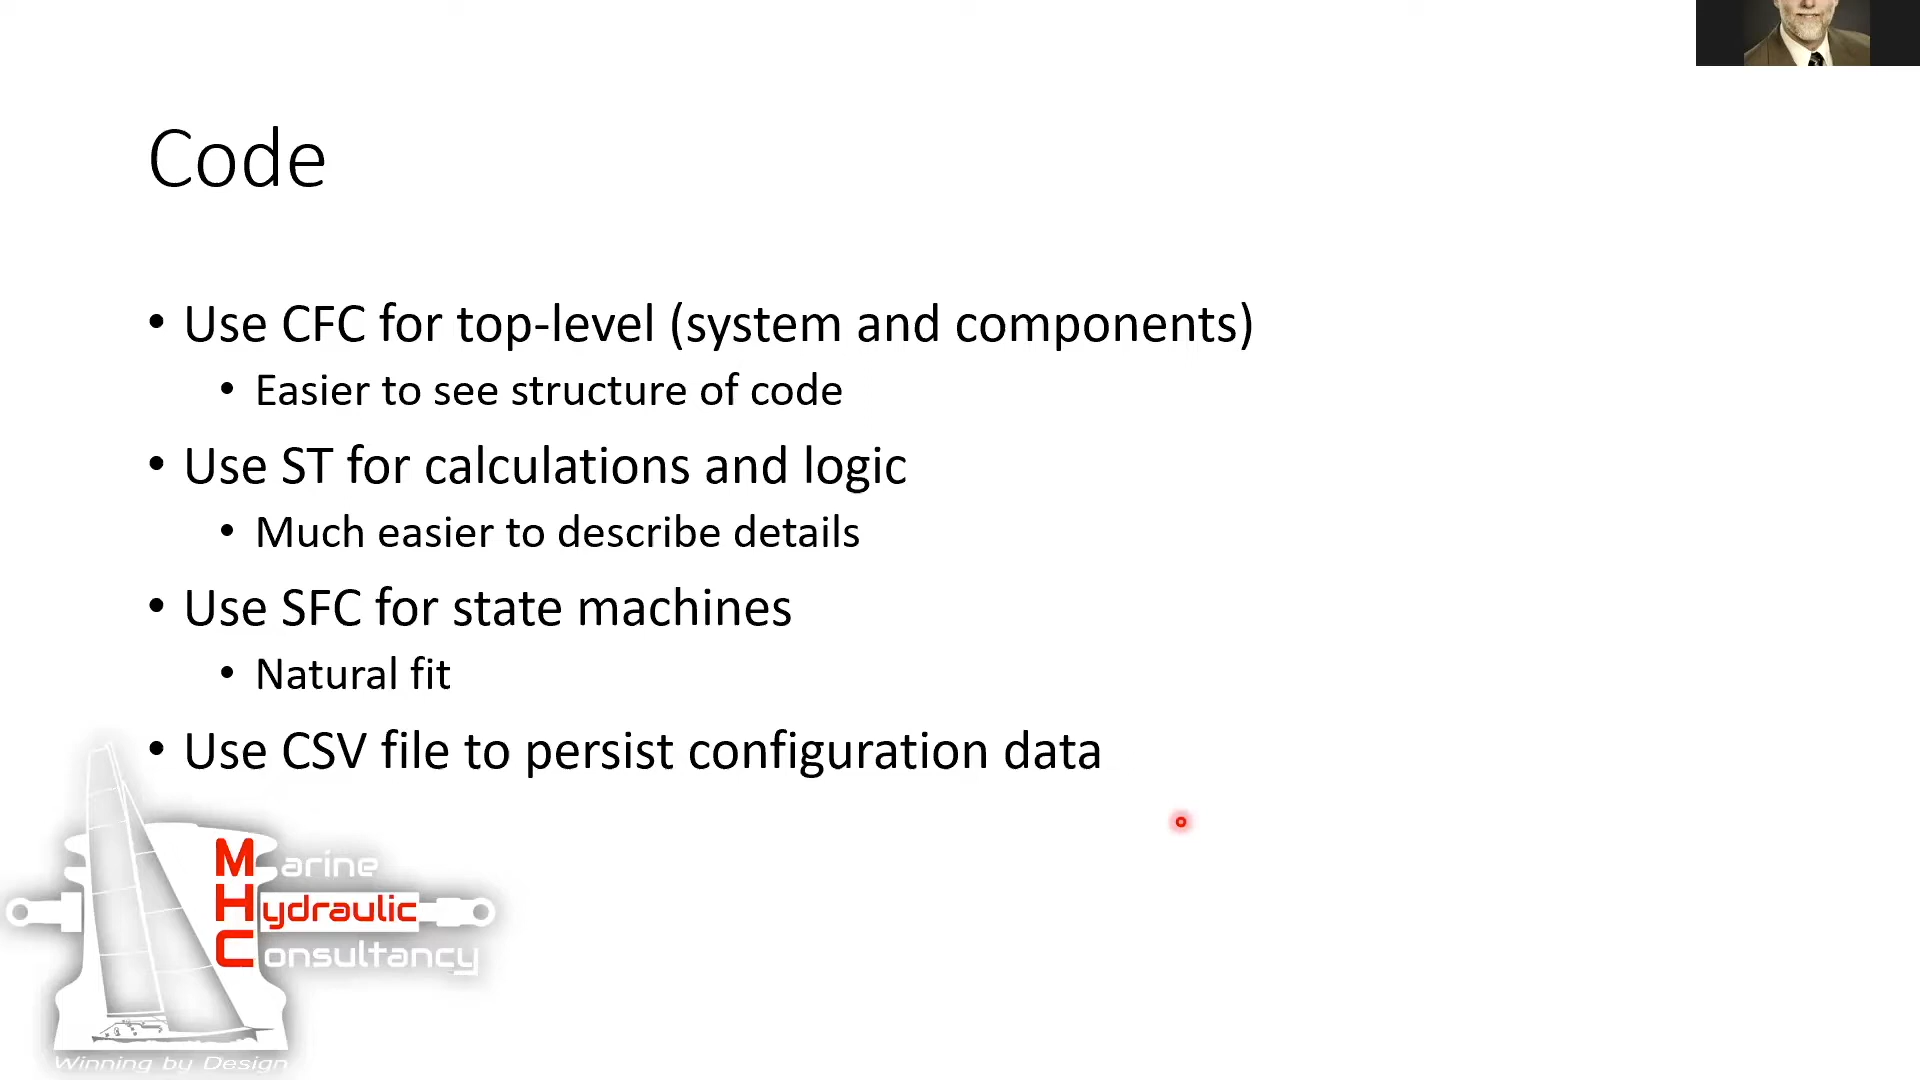 Code
• Use CFC for top-level (system and components)
• Easier to see structure of code
• Use ST for calculations and logic
• Much easier to describe details
• Use SFC for state machines
• Natural fit
• Use CSV file to persist configuration data
Marine
Hydraulic
Consultancy
Winning by Design